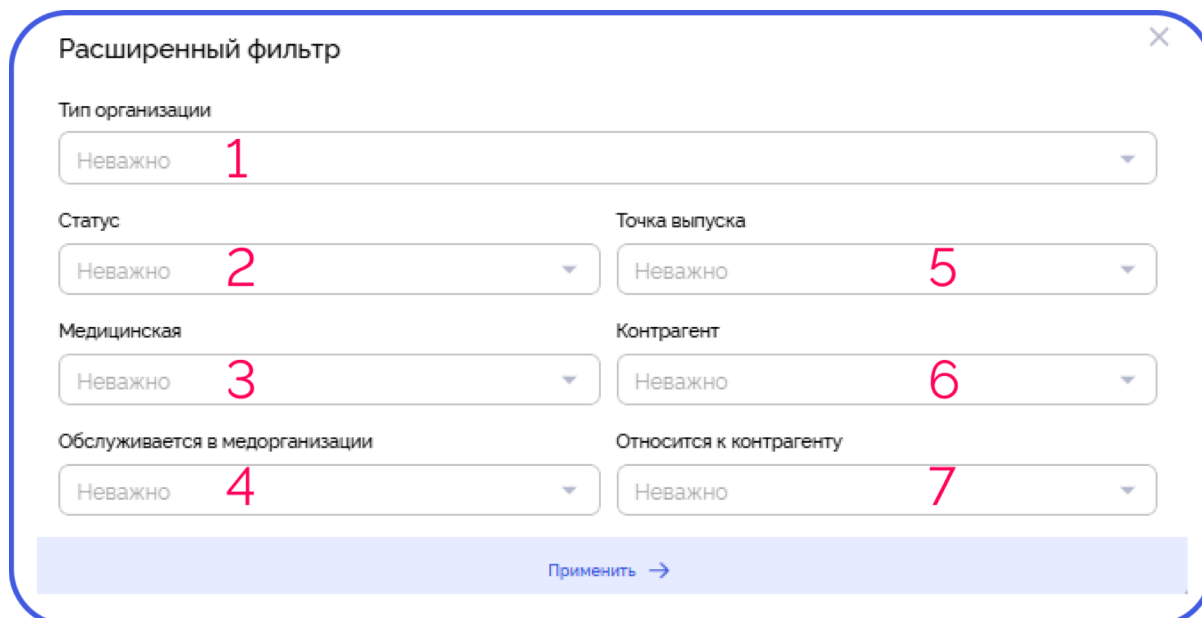 Расширенный фильтр
Тип организации
Неважно 1
Статус Точка выпуска
Неважно 2 Неважно 5
Медицинская Контрагент
Неважно 3 Неважно 6
Обслуживается в медорганизации Относится к контрагенту
Неважно 4 Неважно 7
Применить →